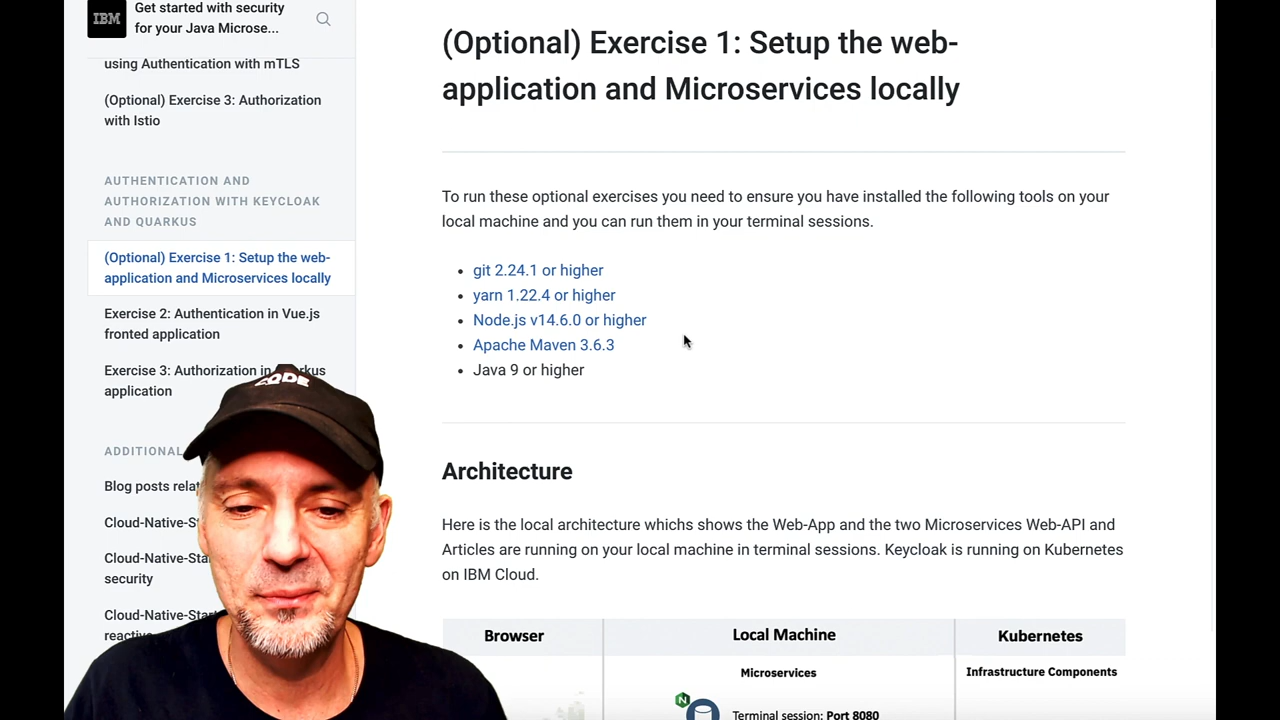 IBM
Get started with security
for your Java Microse...
using Authentication with mTLS
(Optional) Exercise 3: Authorization
with Istio
AUTHENTICATION AND
AUTHORIZATION WITH KEYCLOAK
AND QUARKUS
(Optional) Exercise 1: Setup the web-
application and Microservices locally
Exercise 2: Authentication in Vue.js
fronted application
Exercise 3: Authorization in
application
ADDITIONAL
Blog posts
Cloud-Native-
Cloud-Native-
security
Cloud-Native-
reactive
CODE
(Optional) Exercise 1: Setup the web-
application and Microservices locally
To run these optional exercises you need to ensure you have installed the following tools on your
local machine and you can run them in your terminal sessions.
• git 2.24.1 or higher
• yarn 1.22.4 or higher
• Node.js v14.6.0 or higher
• Apache Maven 3.6.3
• Java 9 or higher
Architecture
Here is the local architecture whichs shows the Web-App and the two Microservices Web-API and
Articles are running on your local machine in terminal sessions. Keycloak is running on Kubernetes
on IBM Cloud.
Browser
Local Machine
Kubernetes
Microservices
Infrastructure Components
Terminal session: Port 8080